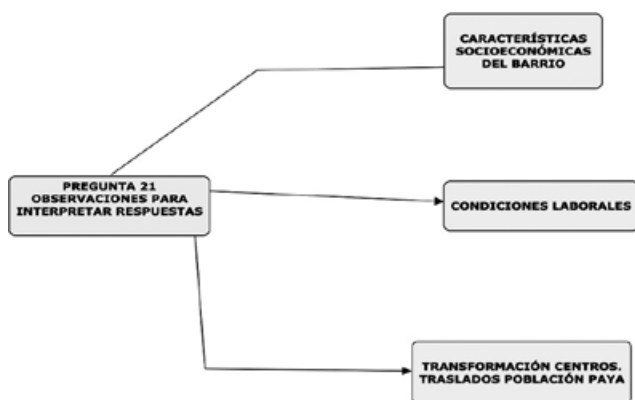 CARACTERÍSTICAS
SOCIOECONÓMICAS
DEL BARRIO
PREGUNTA 21
OBSERVACIONES PARA
INTERPRETAR RESPUESTAS
CONDICIONES LABORALES
TRANSFORMACIÓN CENTROS.
TRASLADOS POBLACIÓN PAYA